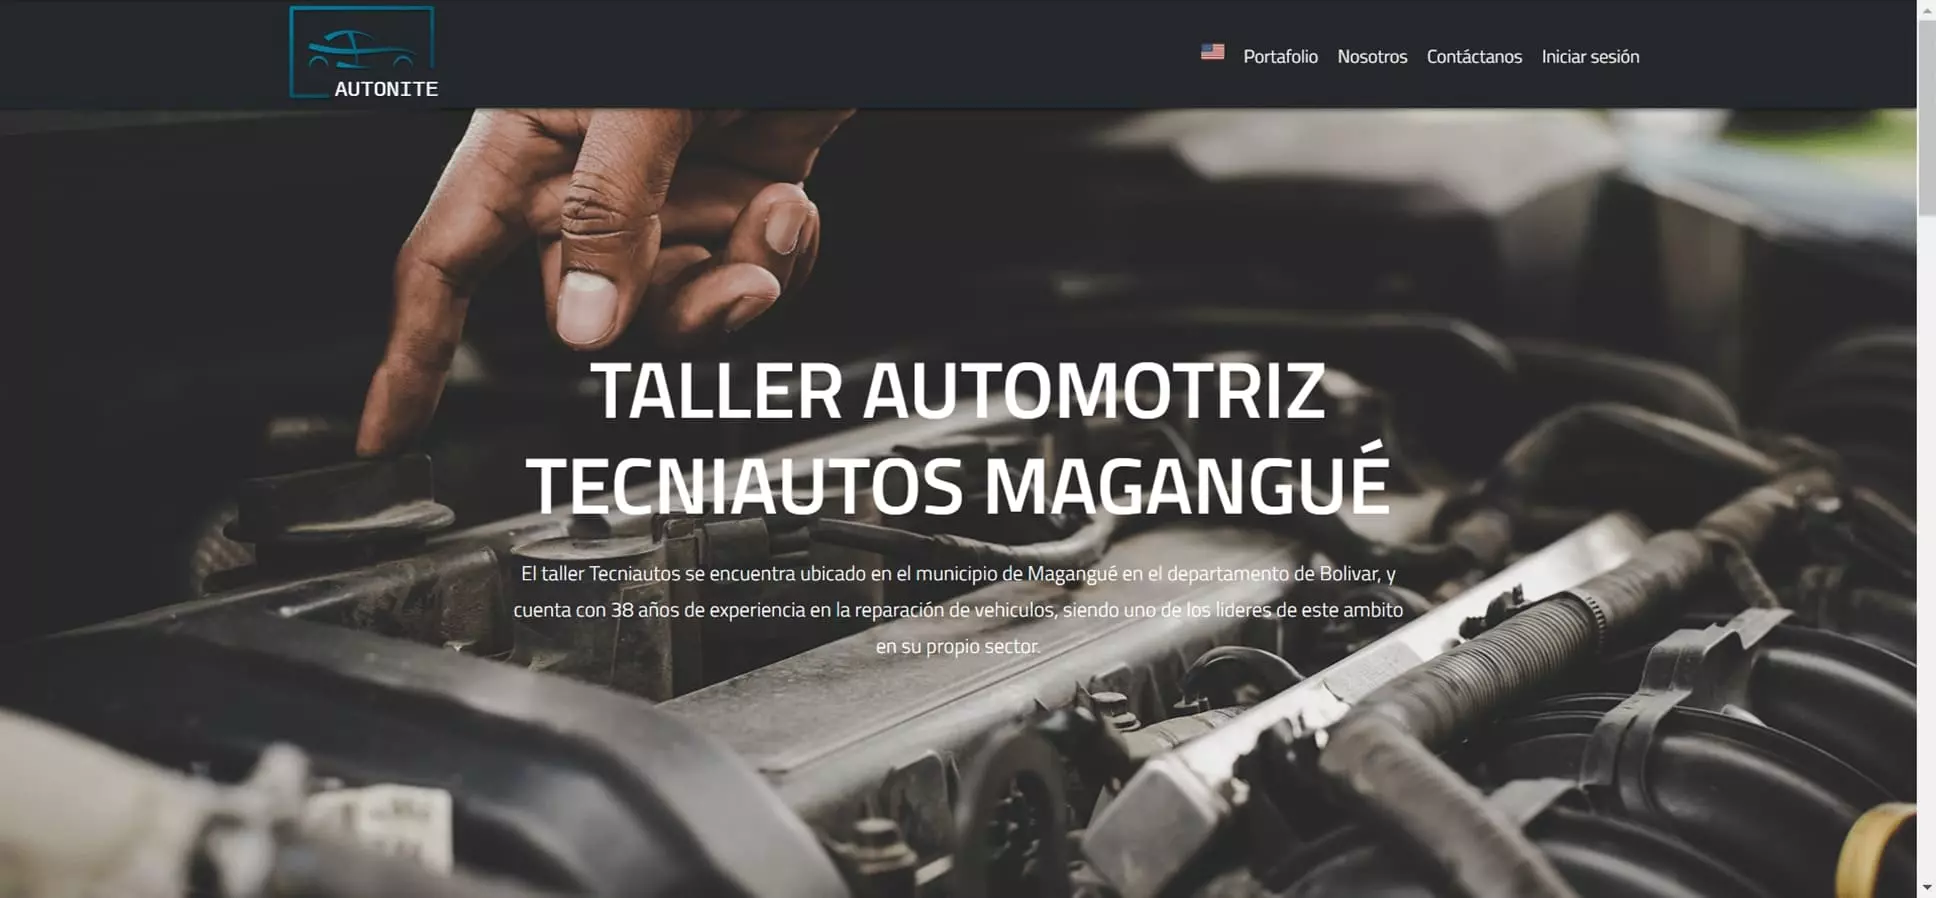 AUTONITE
Portafolio Nosotros Contáctanos Iniciar sesión
TALLER AUTOMOTRIZ
TECNIAUTOS MAGANGUÉ
El taller Tecniautos se encuentra ubicado en el municipio de Magangué en el departamento de Bolivar, y
cuenta con 38 años de experiencia en la reparación de vehiculos, siendo uno de los lideres de este ambito
en su propio sector.